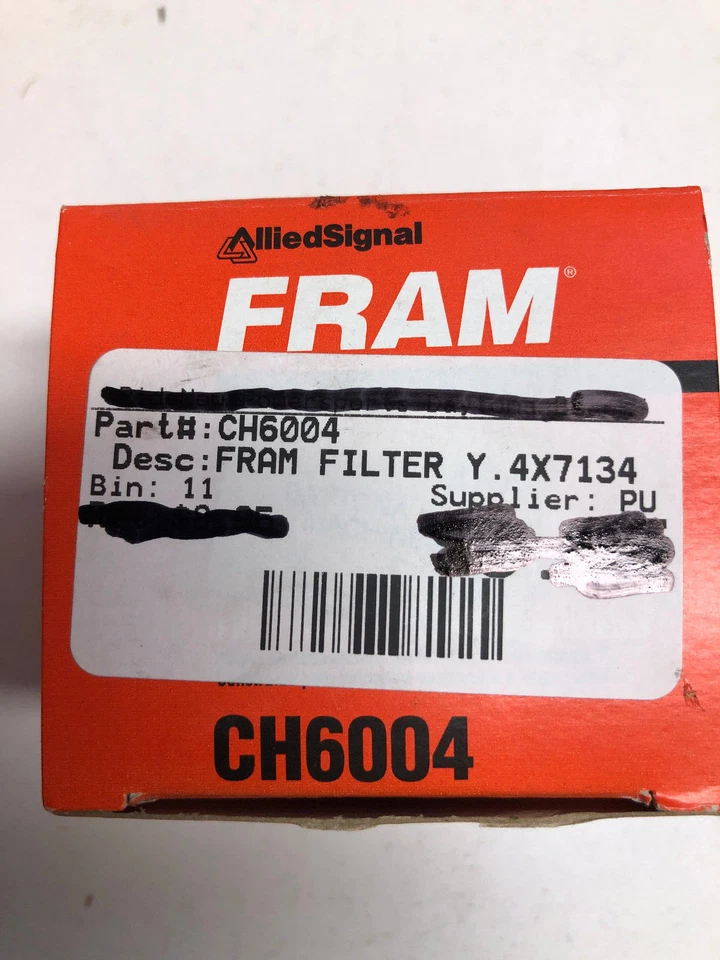 AlliedSignal
FRAM®
Part#:CH6004
Desc:FRAM FILTER Y.4X7134
Bin: 11
Supplier: PU
CH6004